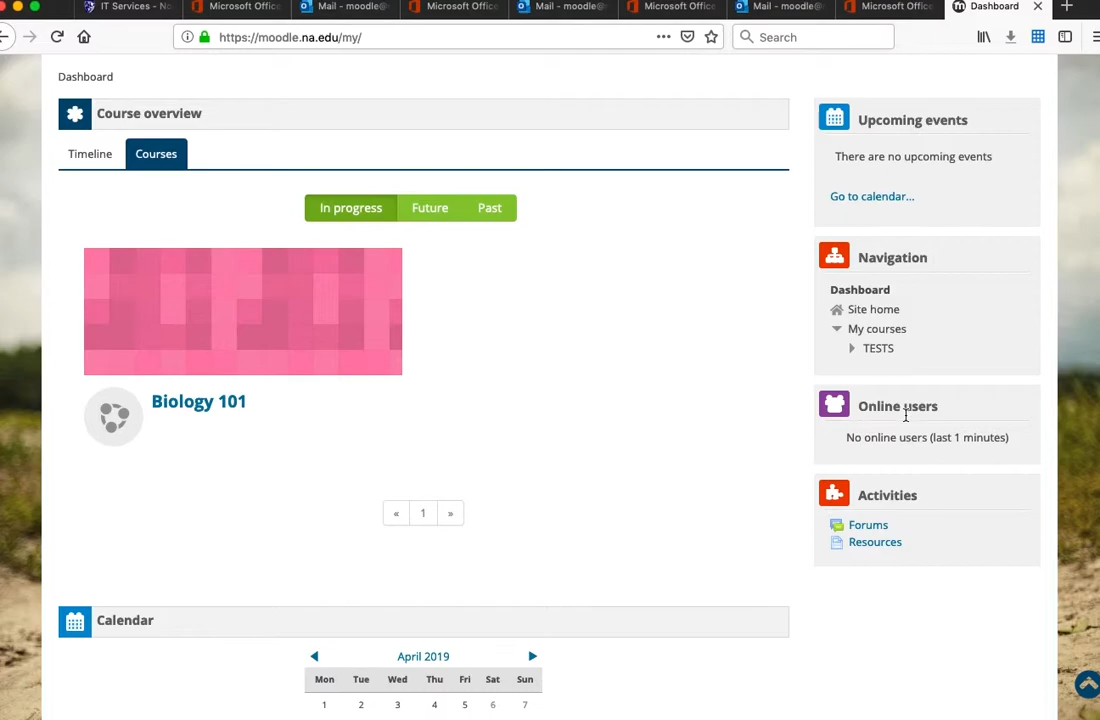 IT Services - No
Microsoft Office
Mail - moodle@
Microsoft Office
Mail - moodle@
Microsoft Office
Mail - moodle@
Microsoft Office
Dashboard
https://moodle.na.edu/my/
Search
Dashboard
Course overview
Timeline
Courses
In progress
Future
Past
Biology 101
« 1 »
Calendar
April 2019
Mon Tue Wed Thu Fri Sat Sun
1 2 3 4 5 6 7
Upcoming events
There are no upcoming events
Go to calendar...
Navigation
Dashboard
Site home
My courses
TESTS
Online users
No online users (last 1 minutes)
Activities
Forums
Resources